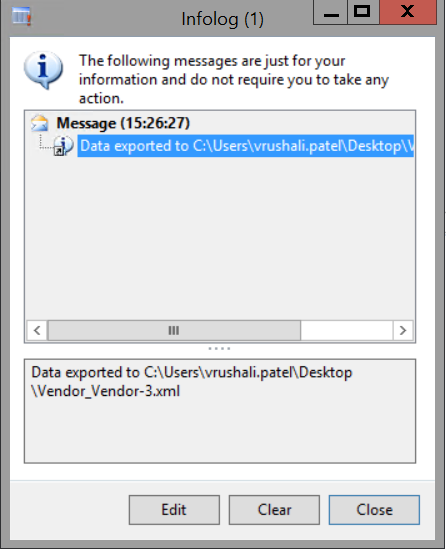 Infolog (1)
The following messages are just for your
information and do not require you to take any
action.
Message (15:26:27)
Data exported to C:\Users\vrushali.patel\Desktop\V
Data exported to C:\Users\vrushali.patel\Desktop
\Vendor_Vendor-3.xml
Edit
Clear
Close